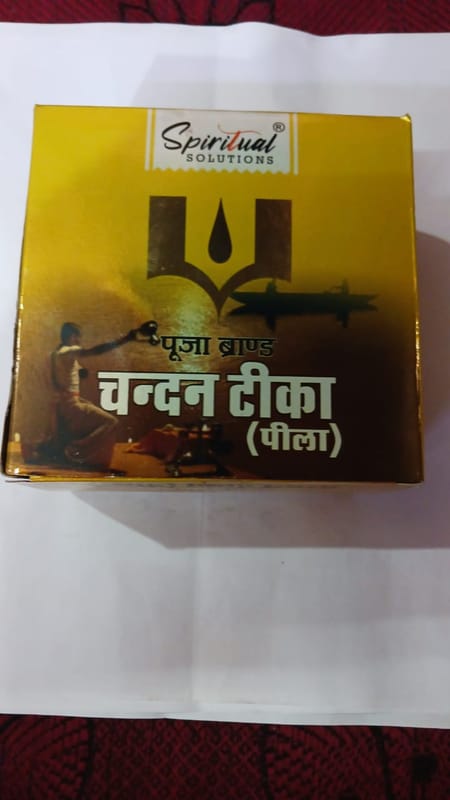 Spiritual®
SOLUTIONS
पूजा ब्राण्ड
चन्दन टीका
(पीला)